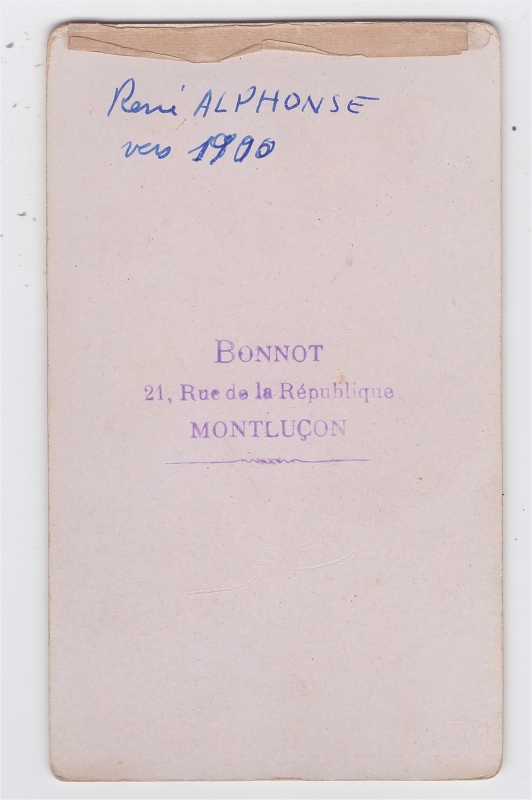 René ALPHONSE
vers 1900
BONNOT
21, Rue de la République
MONTLUÇON